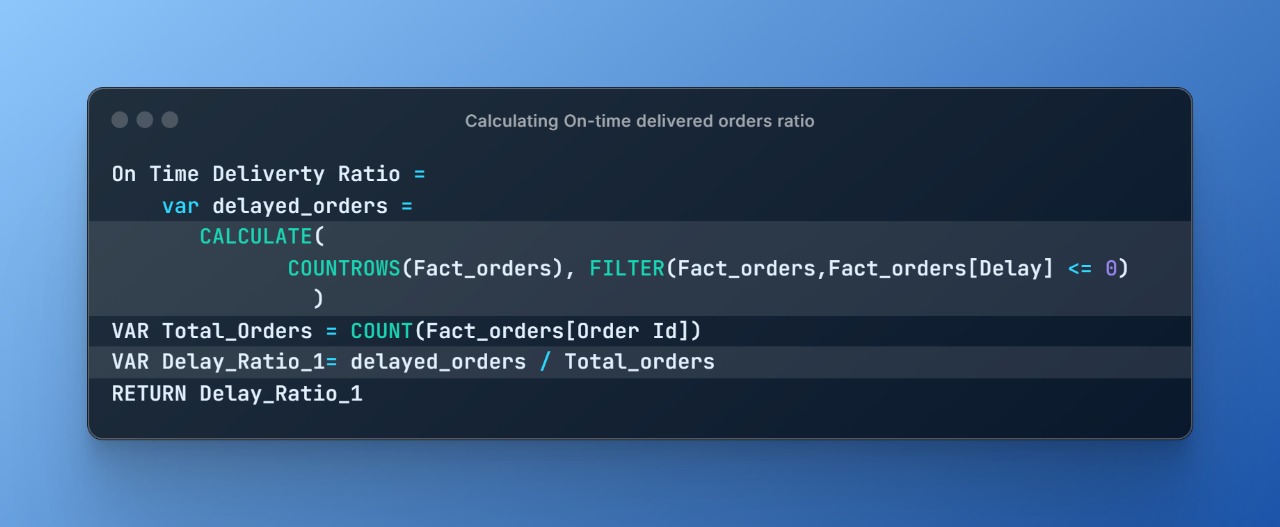 Calculating On-time delivered orders ratio
On Time Deliverty Ratio =
var delayed_orders =
CALCULATE(
COUNTROWS(Fact_orders), FILTER(Fact_orders,Fact_orders[Delay] <= 0)
)
VAR Total_Orders = COUNT(Fact_orders[Order Id])
VAR Delay_Ratio_1= delayed_orders / Total_orders
RETURN Delay_Ratio_1